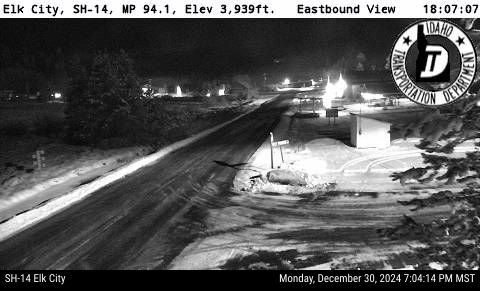 Elk City, SH-14, MP 94.1, Elev 3,939ft. Eastbound View 18:07:07
IDAHO
TRANSPORTATION DEPARTMENT
SH-14 Elk City Monday, December 30, 2024 7:04:14 PM MST